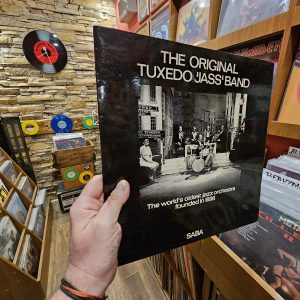 THE ORIGINAL
TUXEDO 'JASS' BAND
The world's oldest jazz orchestra
founded in 1896
SABA